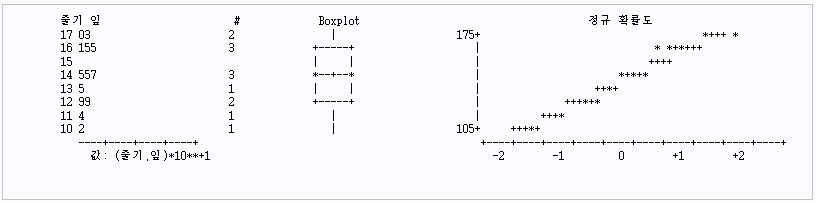 줄기 잎                #            Boxplot                                  정규 확률도
17 03                  2               |                  175+                                  *+++ *
16 155                 3            +-----+                  |                           * *+++++
15                                  |     |                  |                          ++++
14 557                 3            *--+--*                  |                     *++++
13 5                   1            |     |                  |                  ++*+
12 99                  2            +-----+                  |              ++++++
11 4                   1               |                     |          ++++
10 2                   1               |                  105+     *++++
----+----+----+----+                                          +----+----+----+----+----+----+----+----+----+----+
값: (줄기.잎)*10**+1                                            -2        -1         0        +1        +2